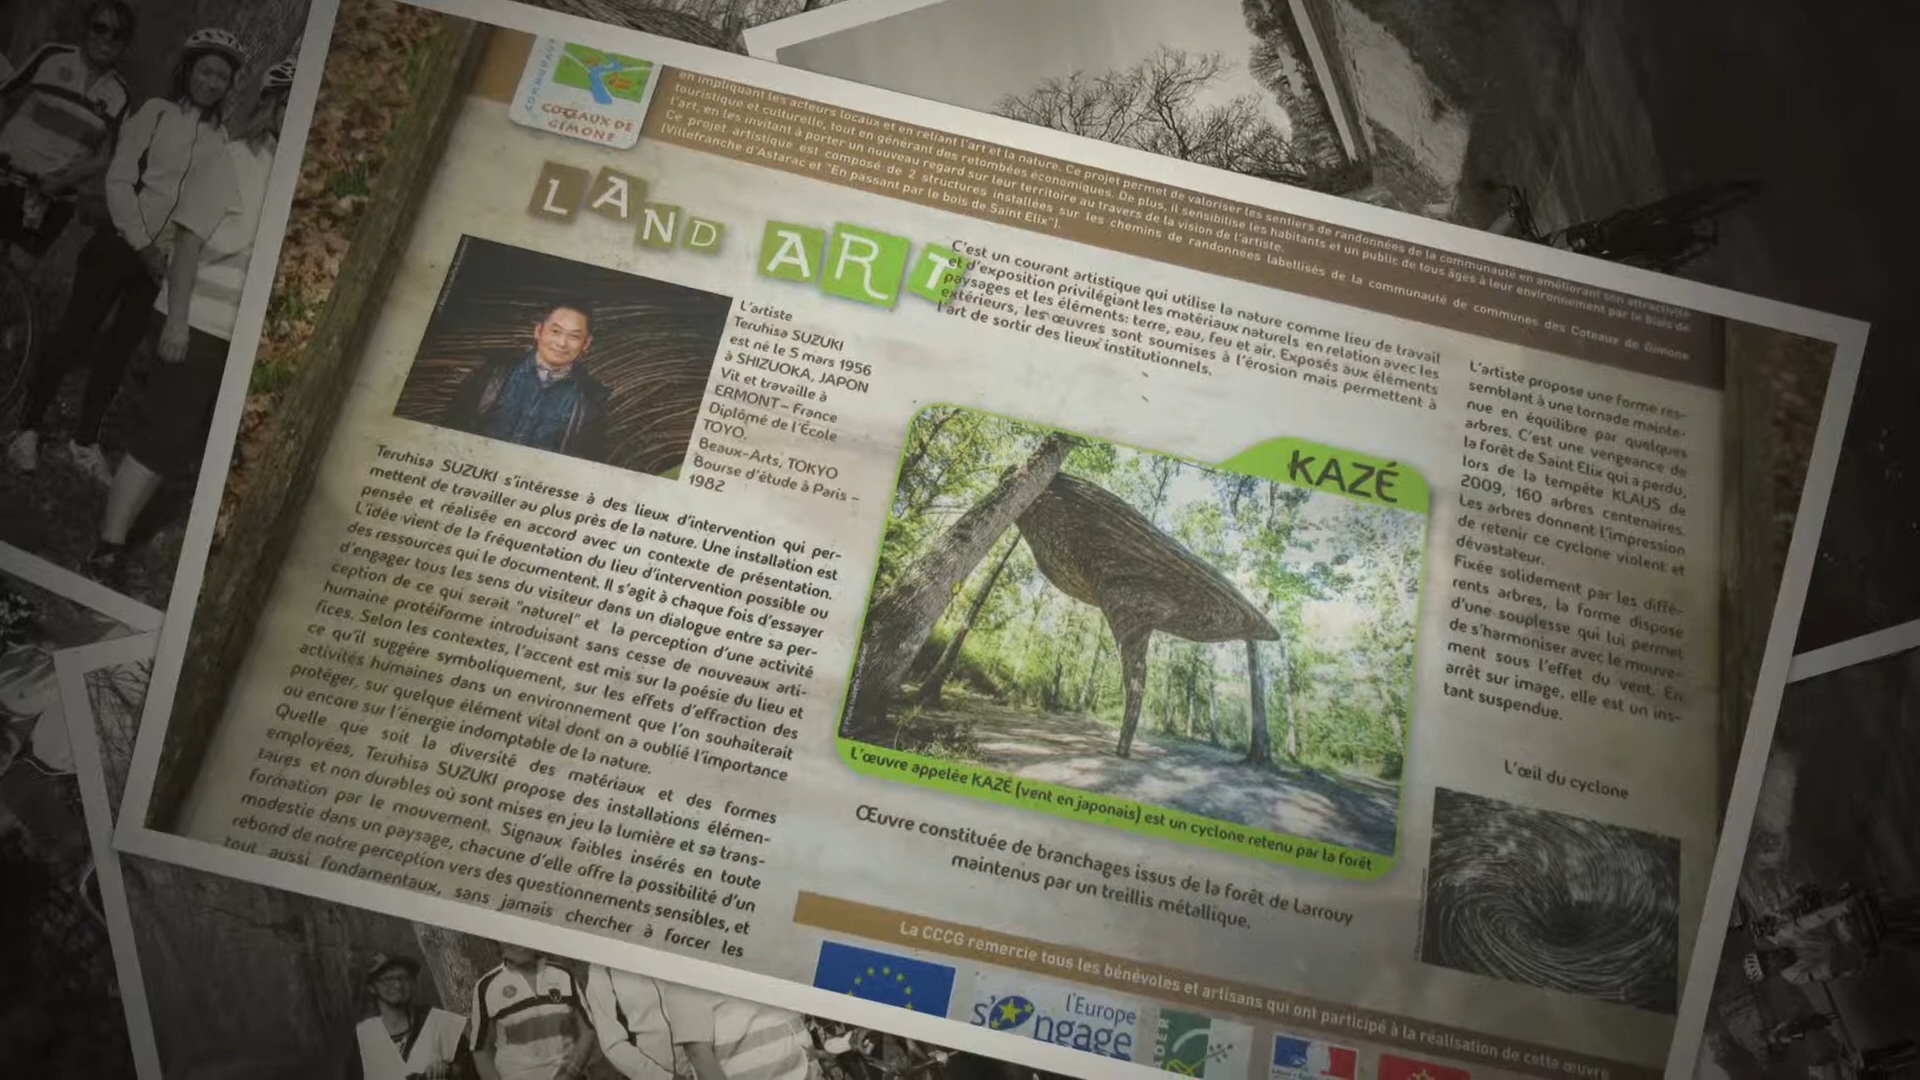 COMMUNAUTÉ
COTEAUX DE
GIMONE
en impliquant les acteurs locaux et en reliant l'art et la nature. Ce projet permet de valoriser les sentiers de randonnées de la communauté en améliorant son attractivité
touristique et culturelle, tout en générant des retombées économiques. De plus, il sensibilise les habitants et un public de tous âges à leur environnement par le biais de
l'art, en les invitant à porter un nouveau regard sur leur territoire au travers de la vision de l'artiste.
Ce projet artistique est composé de 2 structures installées sur les chemins de randonnées labellisés de la communauté de communes des Coteaux de Gimone
(Villefranche d'Astarac et "En passant par le bois de Saint Elix").
LAND ART
C'est un courant artistique qui utilise la nature comme lieu de travail
et d'exposition privilégiant les matériaux naturels en relation avec les
paysages et les éléments: terre, eau, feu et air. Exposés aux éléments
extérieurs, les œuvres sont soumises à l'érosion mais permettent à
l'art de sortir des lieux institutionnels.
L'artiste
Teruhisa SUZUKI
est né le 5 mars 1956
à SHIZUOKA, JAPON
Vit et travaille à
ERMONT – France
Diplômé de l'École
TOYO.
Beaux-Arts, TOKYO
Bourse d'étude à Paris –
1982
Teruhisa SUZUKI s'intéresse à des lieux d'intervention qui per-
mettent de travailler au plus près de la nature. Une installation est
pensée et réalisée en accord avec un contexte de présentation.
L'idée vient de la fréquentation du lieu d'intervention possible ou
des ressources qui le documentent. Il s'agit à chaque fois d'essayer
d'engager tous les sens du visiteur dans un dialogue entre sa per-
ception de ce qui serait "naturel" et la perception d'une activité
humaine protéiforme introduisant sans cesse de nouveaux arti-
fices. Selon les contextes, l'accent est mis sur la poésie du lieu et
ce qu'il suggère symboliquement, sur les effets d'effraction des
activités humaines dans un environnement que l'on souhaiterait
protéger, sur quelque élément vital dont on a oublié l'importance
ou encore sur l'énergie indomptable de la nature.
Quelle que soit la diversité des matériaux et des formes
employées, Teruhisa SUZUKI propose des installations élémen-
taires et non durables où sont mises en jeu la lumière et sa trans-
formation par le mouvement. Signaux faibles insérés en toute
modestie dans un paysage, chacune d'elle offre la possibilité d'un
rebond de notre perception vers des questionnements sensibles, et
tout aussi fondamentaux, sans jamais chercher à forcer les
KAZÉ
L'œuvre appelée KAZÉ (vent en japonais) est un cyclone retenu par la forêt
Œuvre constituée de branchages issus de la forêt de Larrouy
maintenus par un treillis métallique.
L'artiste propose une forme res-
semblant à une tornade mainte-
nue en équilibre par quelques
arbres. C'est une vengeance de
la forêt de Saint Elix qui a perdu,
lors de la tempête KLAUS de
2009, 160 arbres centenaires.
Les arbres donnent l'impression
de retenir ce cyclone violent et
dévastateur.
Fixée solidement par les diffé-
rents arbres, la forme dispose
d'une souplesse qui lui permet
de s'harmoniser avec le mouve-
ment sous l'effet du vent. En
arrêt sur image, elle est un ins-
tant suspendue.
L'œil du cyclone
La CCCG remercie tous les bénévoles et artisans qui ont participé à la réalisation de cette œuvre
l'Europe
s'engage